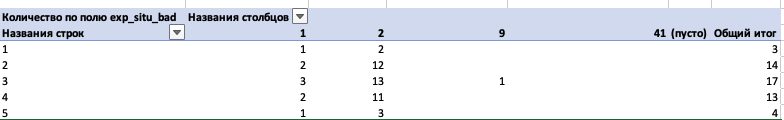 Количество по полю exp_situ_bad Названия столбцов
Названия строк 1 2 9 41 (пусто) Общий итог
1 1 2 3
2 2 12 14
3 3 13 1 17
4 2 11 13
5 1 3 4